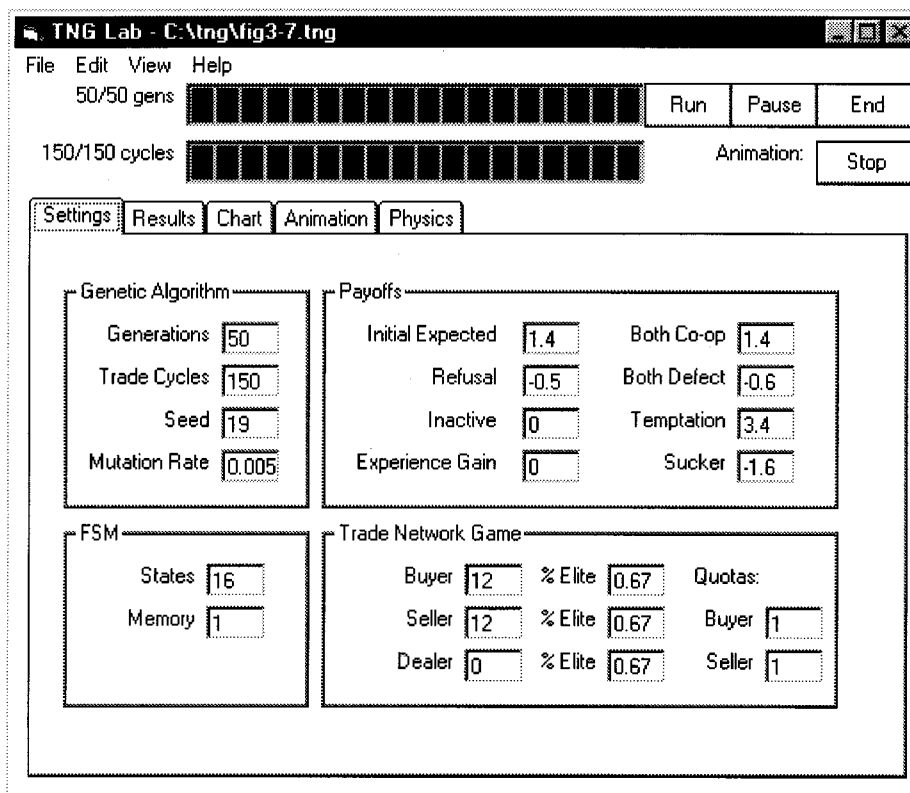 TNG Lab - C:\tng\fig3-7.tng
File Edit View Help
50/50 gens Run Pause End
150/150 cycles Animation: Stop
Settings Results Chart Animation Physics
Genetic Algorithm
Generations 50
Trade Cycles 150
Seed 19
Mutation Rate 0.005
Payoffs
Initial Expected 1.4 Both Co-op 1.4
Refusal -0.5 Both Defect -0.6
Inactive 0 Temptation 3.4
Experience Gain 0 Sucker -1.6
FSM
States 16
Memory 1
Trade Network Game
Buyer 12 % Elite 0.67 Quotas:
Seller 12 % Elite 0.67 Buyer 1
Dealer 0 % Elite 0.67 Seller 1